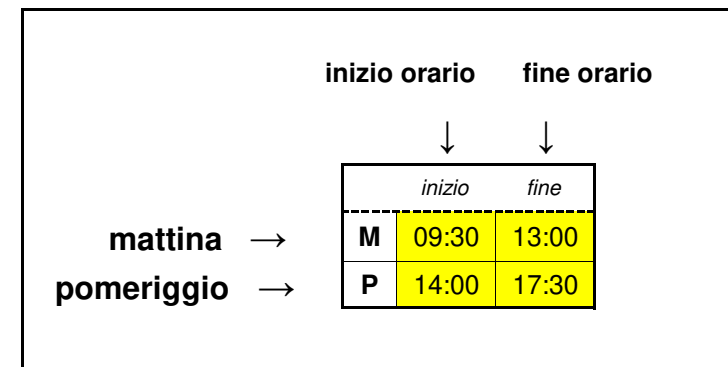 inizio orario fine orario
↓ ↓
inizio fine
mattina → M 09:30 13:00
pomeriggio → P 14:00 17:30